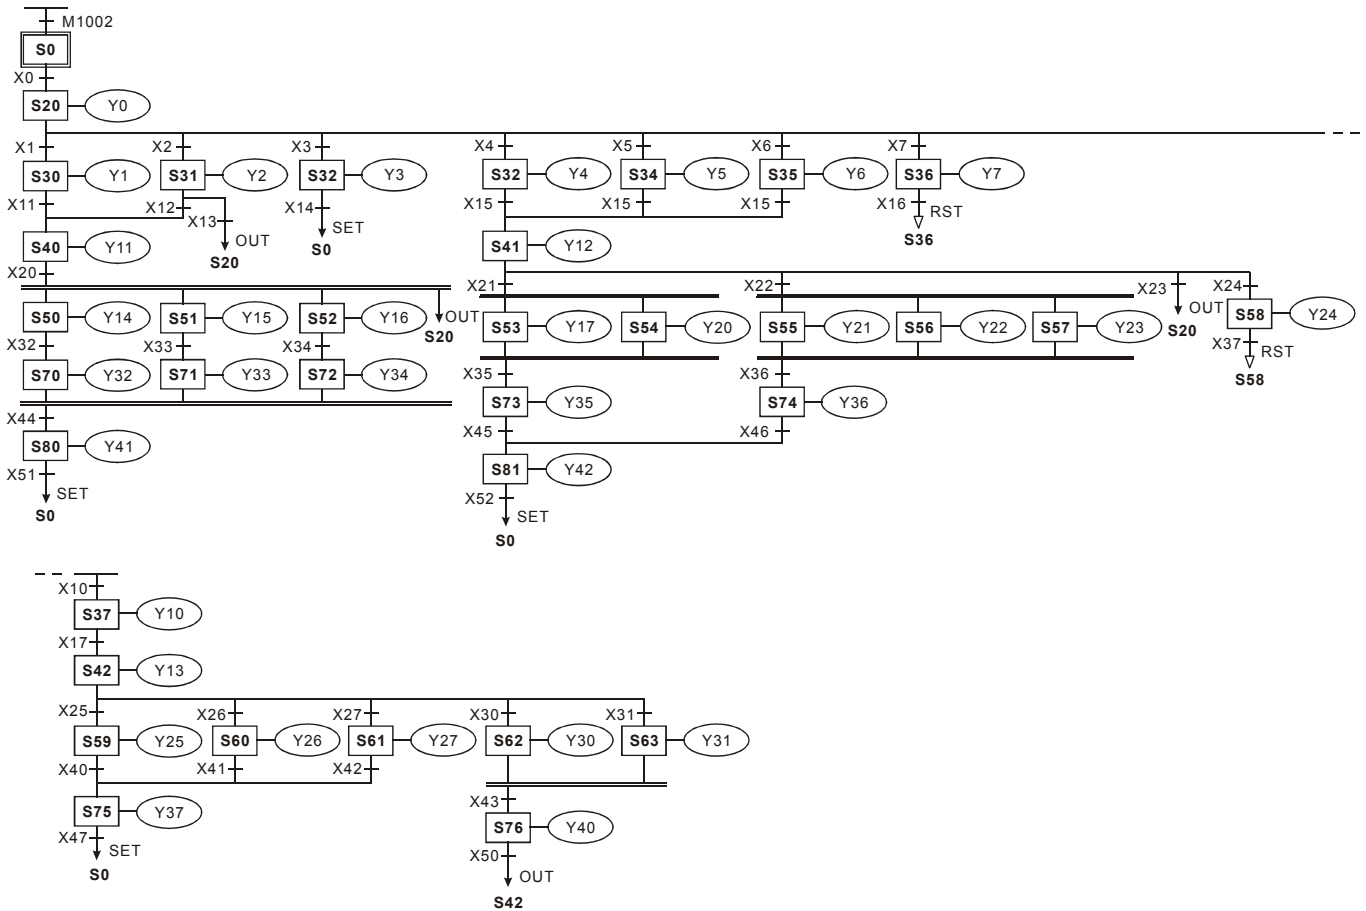 M1002
S0
X0
S20 Y0
X1 X2 X3 X4 X5 X6 X7
S30 Y1 S31 Y2 S32 Y3 S32 Y4 S34 Y5 S35 Y6 S36 Y7
X11 X12 X13 X14 SET X15 X15 X15 X16 RST
OUT S0 S36
S40 Y11 S20 S41 Y12
X20 X21 X22 X23 X24
S50 Y14 S51 Y15 S52 Y16 OUT S20 S53 Y17 S54 Y20 S55 Y21 S56 Y22 S57 Y23 OUT S20 S58 Y24
X32 X33 X34 X37 RST
S70 Y32 S71 Y33 S72 Y34 X35 X36 S58
S73 Y35 S74 Y36
X44 X45 X46
S80 Y41
X51 SET S81 Y42
S0 X52 SET
S0
X10
S37 Y10
X17
S42 Y13
X25 X26 X27 X30 X31
S59 Y25 S60 Y26 S61 Y27 S62 Y30 S63 Y31
X40 X41 X42
X43
S75 Y37 S76 Y40
X47 SET X50
S0 OUT
S42